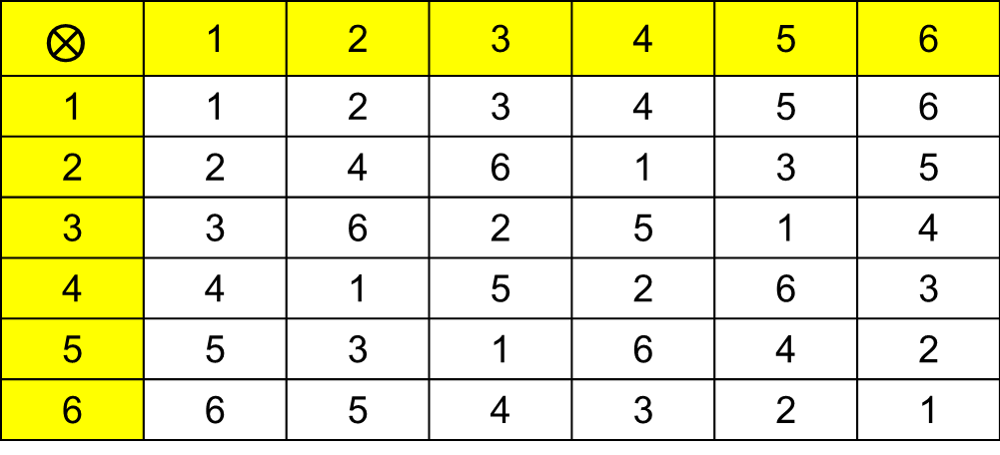 ⊗ 1 2 3 4 5 6
1 1 2 3 4 5 6
2 2 4 6 1 3 5
3 3 6 2 5 1 4
4 4 1 5 2 6 3
5 5 3 1 6 4 2
6 6 5 4 3 2 1